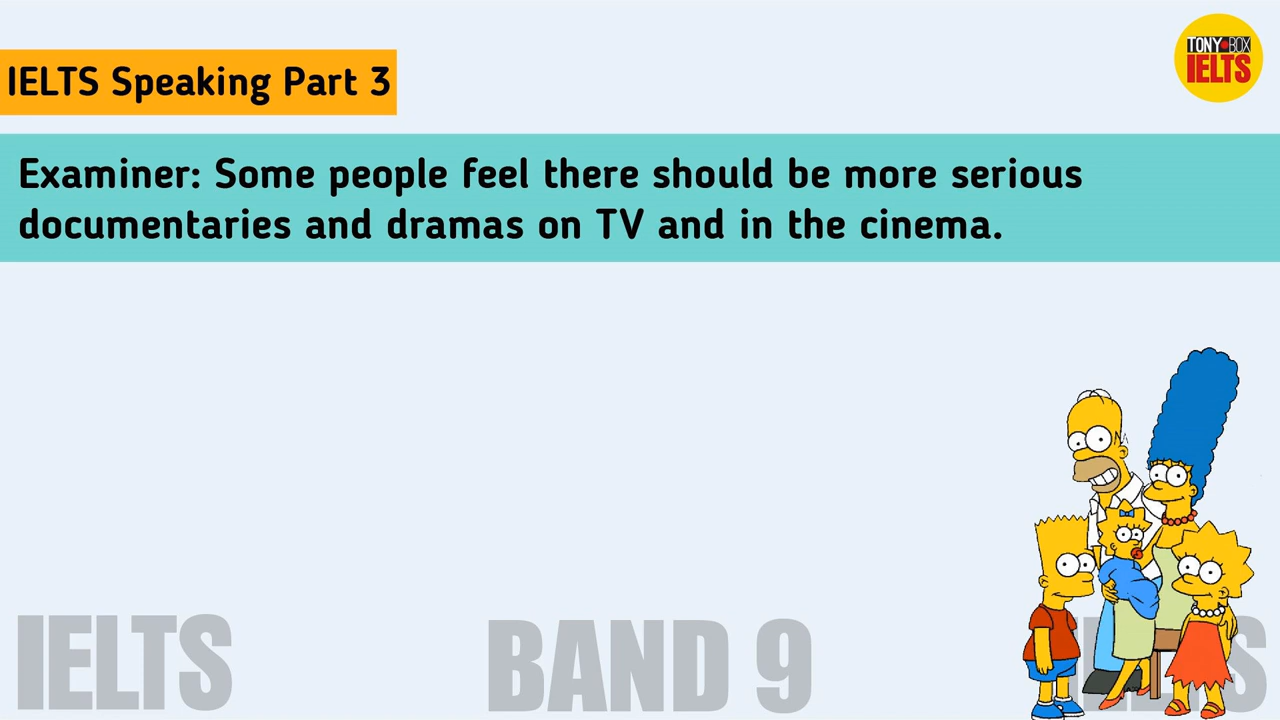 TONY BOX
IELTS
IELTS Speaking Part 3
Examiner: Some people feel there should be more serious
documentaries and dramas on TV and in the cinema.
IELTS
BAND 9